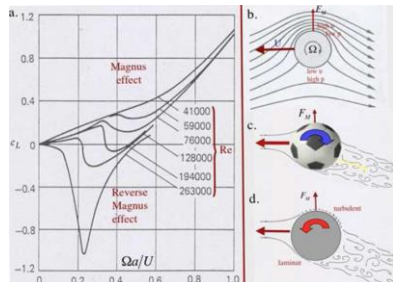 a.
1.2
0.8
0.4
0
-0.4
-0.8
-1.2
c_L
Magnus
effect
41000
59000
76000
128000
194000
263000
Re
Reverse
Magnus
effect
0
0.2
0.4
0.6
0.8
1.0
Ωa/U
b.
F_M
low p
U
Ω
low u
high p
c.
F_M
d.
F_M
turbulent
laminar